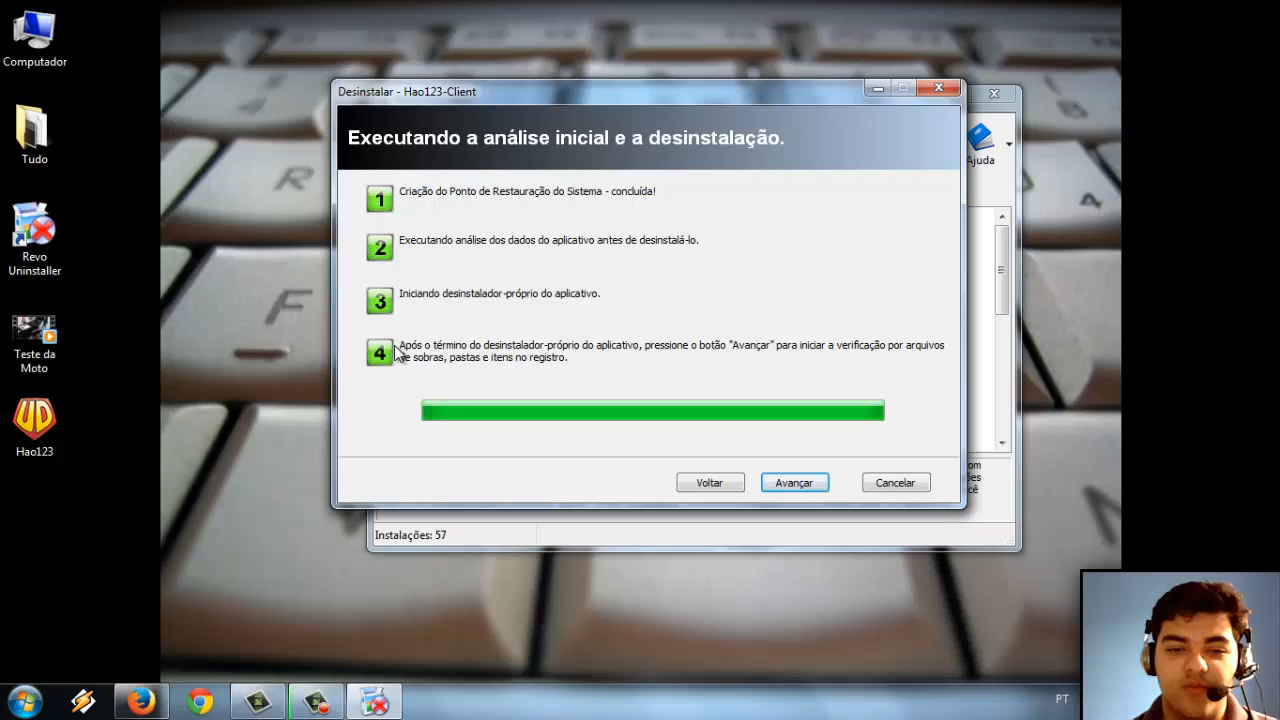 Computador
Tudo
Revo
Uninstaller
Teste da
Moto
UD
Hao123
Desinstalar - Hao123-Client
Executando a análise inicial e a desinstalação.
1
Criação do Ponto de Restauração do Sistema - concluída!
2
Executando análise dos dados do aplicativo antes de desinstalá-lo.
3
Iniciando desinstalador-próprio do aplicativo.
4
Após o término do desinstalador-próprio do aplicativo, pressione o botão "Avançar" para iniciar a verificação por arquivos
de sobras, pastas e itens no registro.
Voltar
Avançar
Cancelar
Ajuda
Instalações: 57
R
F
PT